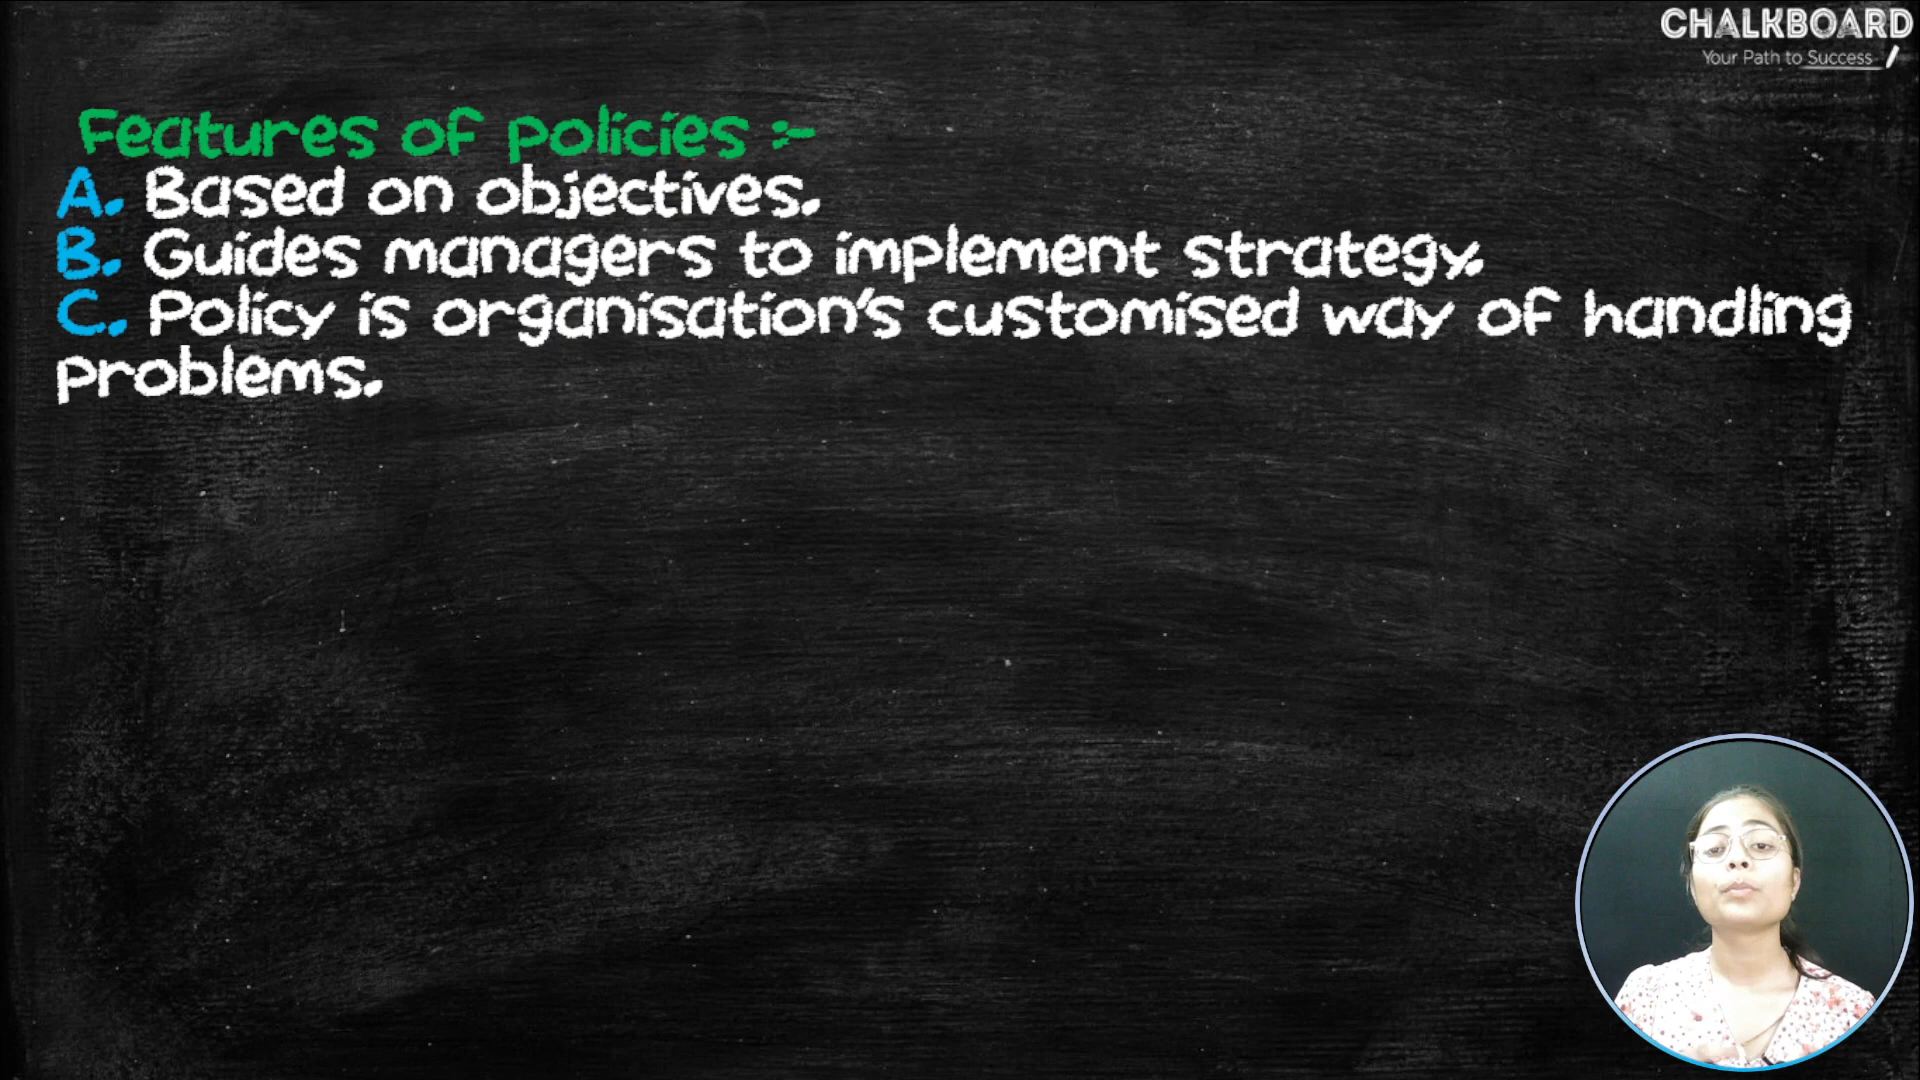 CHALKBOARD
Your Path to Success
Features of policies :-
A. Based on objectives.
B. Guides managers to implement strategy.
C. Policy is organisation's customised way of handling
problems.